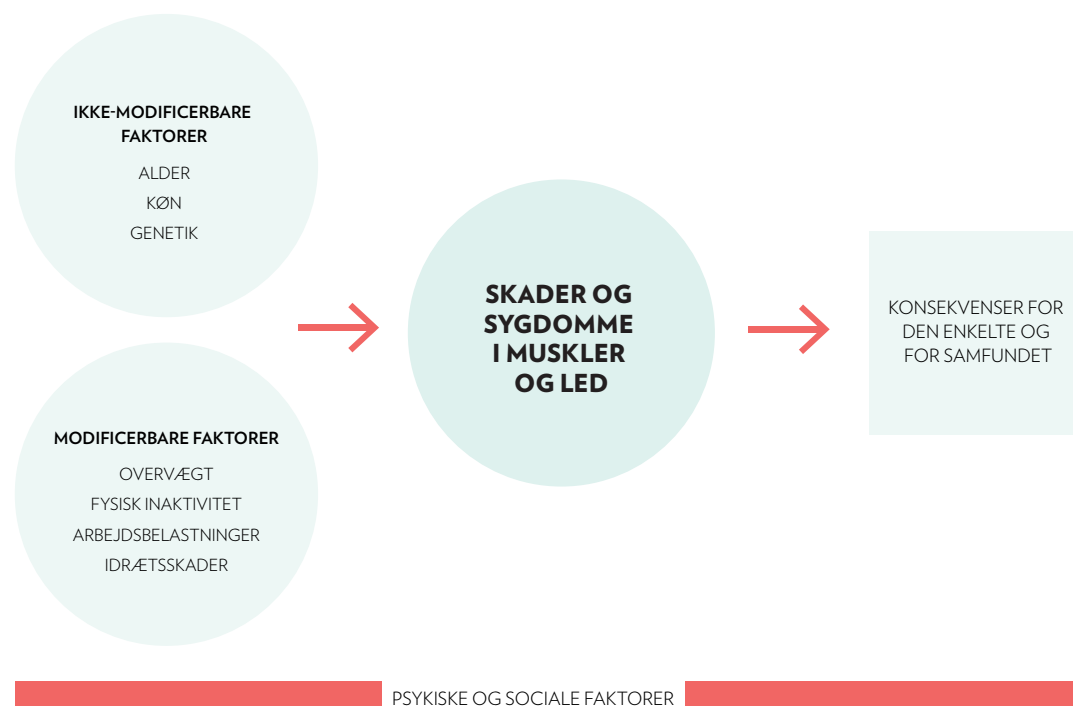 IKKE-MODIFICERBARE
FAKTORER
ALDER
KØN
GENETIK
MODIFICERBARE FAKTORER
OVERVÆGT
FYSISK INAKTIVITET
ARBEJDSBELASTNINGER
IDRÆTSSKADER
SKADER OG
SYGDOMME
I MUSKLER
OG LED
KONSEKVENSER FOR
DEN ENKELTE OG
FOR SAMFUNDET
PSYKISKE OG SOCIALE FAKTORER